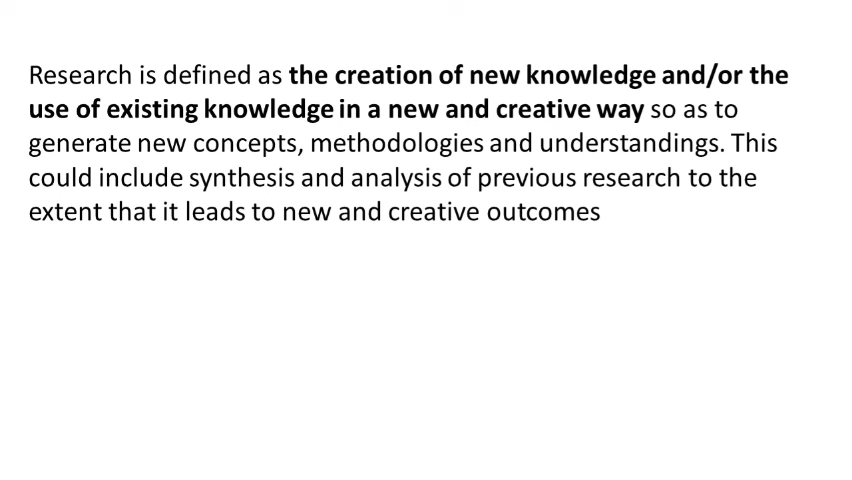 Research is defined as the creation of new knowledge and/or the
use of existing knowledge in a new and creative way so as to
generate new concepts, methodologies and understandings. This
could include synthesis and analysis of previous research to the
extent that it leads to new and creative outcomes